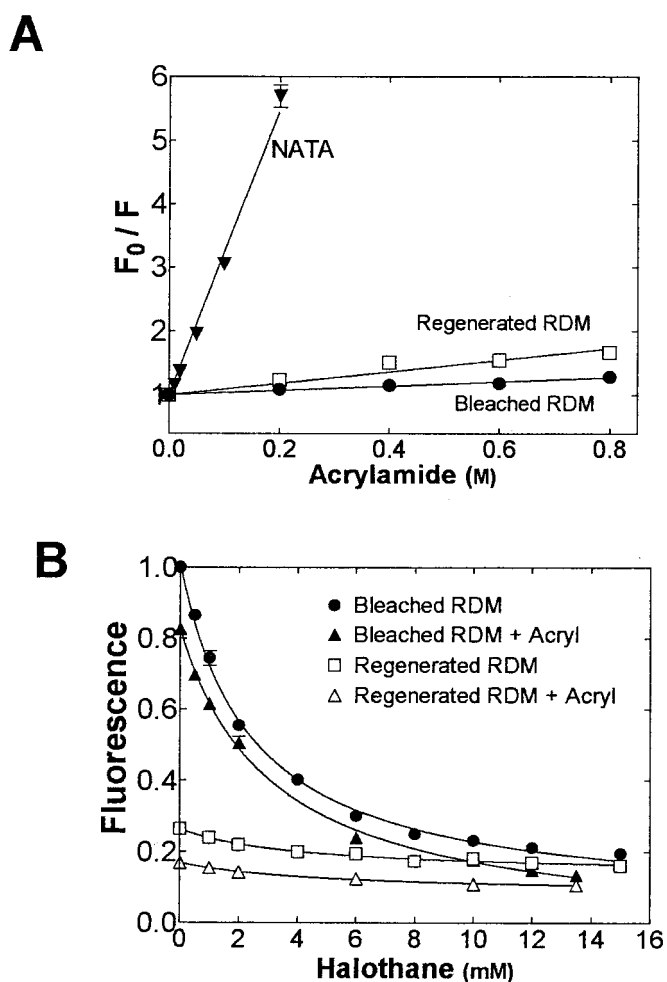 A
F₀ / F
6
5
4
3
2
1
NATA
Regenerated RDM
Bleached RDM
0.0 0.2 0.4 0.6 0.8
Acrylamide (M)
B
Fluorescence
1.0
0.8
0.6
0.4
0.2
0.0
Bleached RDM
Bleached RDM + Acryl
Regenerated RDM
Regenerated RDM + Acryl
0 2 4 6 8 10 12 14 16
Halothane (mM)